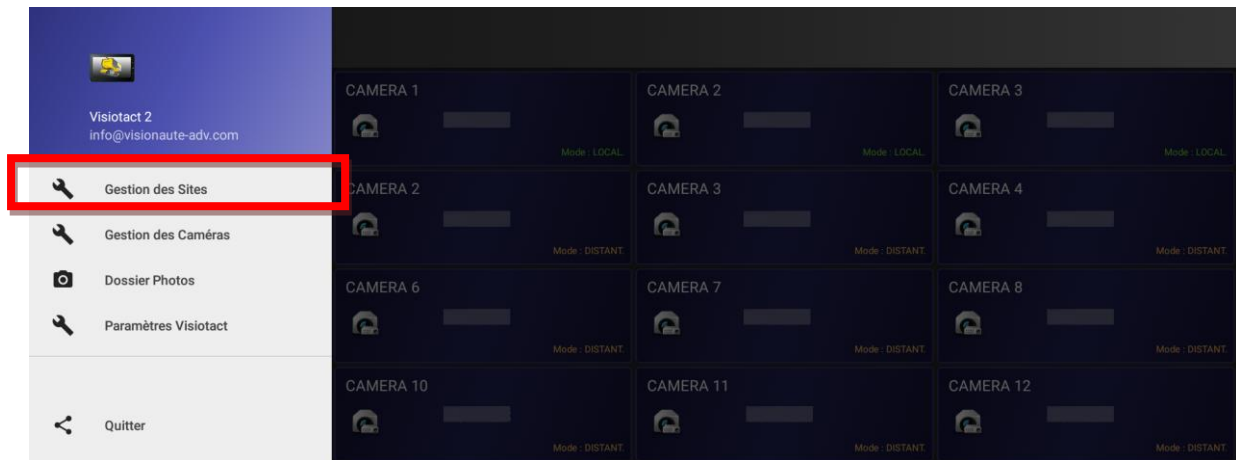 Visiotact 2
info@visionaute-adv.com
Gestion des Sites
Gestion des Caméras
Dossier Photos
Paramètres Visiotact
Quitter
CAMERA 1
Mode : LOCAL.
CAMERA 2
Mode : LOCAL.
CAMERA 3
Mode : LOCAL.
CAMERA 2
Mode : DISTANT.
CAMERA 3
Mode : DISTANT.
CAMERA 4
Mode : DISTANT.
CAMERA 6
Mode : DISTANT.
CAMERA 7
Mode : DISTANT.
CAMERA 8
Mode : DISTANT.
CAMERA 10
Mode : DISTANT.
CAMERA 11
Mode : DISTANT.
CAMERA 12
Mode : DISTANT.